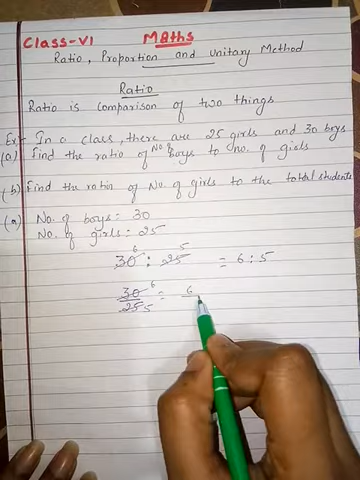 Class-VI MAths
Ratio, Proportion and Unitary Method
Ratio
Ratio is comparison of two things
Ex:- In a class, there are 25 girls and 30 boys
(a) Find the ratio of No. of boys to no. of girls
(b) Find the ratio of No. of girls to the total students
(a) No. of boys = 30
No. of girls = 25
30 6 : 25 5 = 6 : 5
30 6 / 25 5 = 6